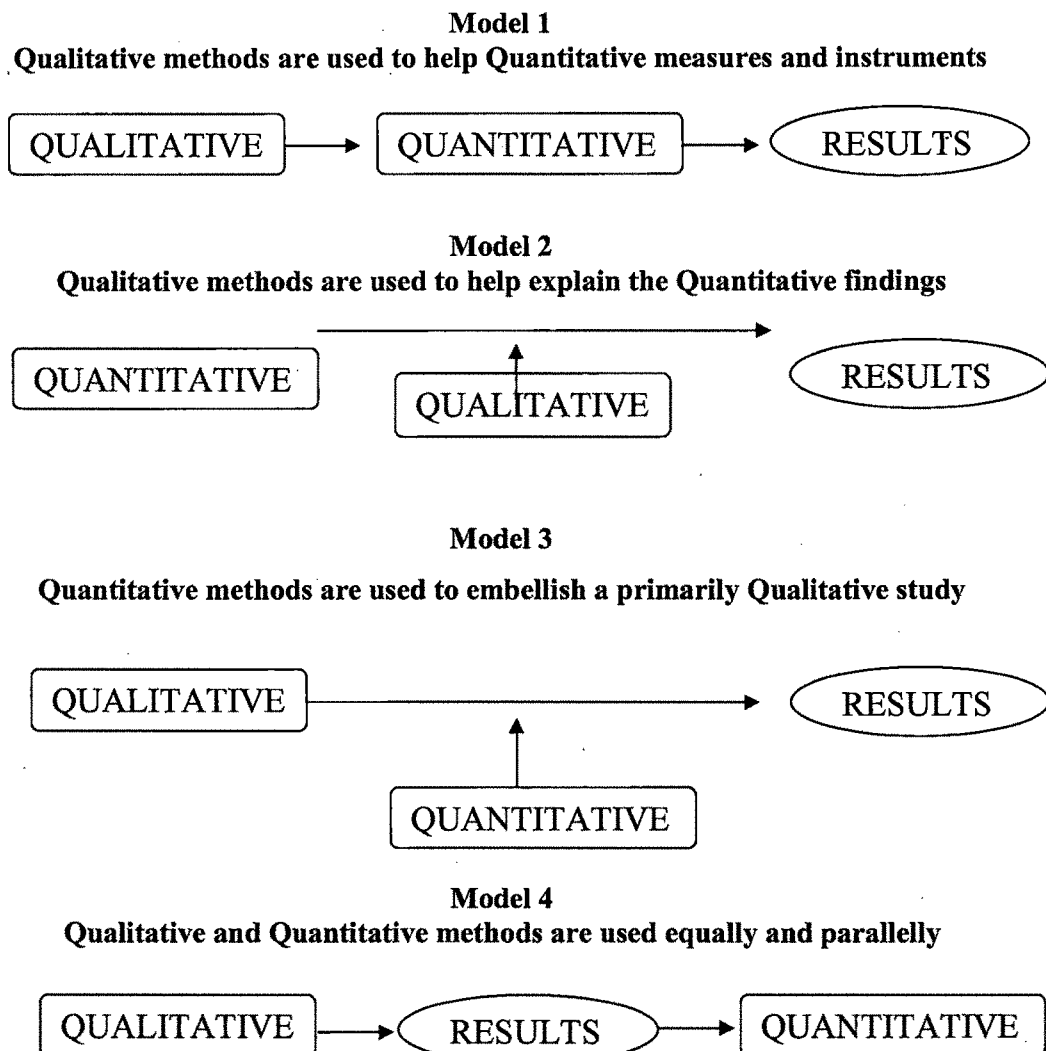 Model 1
Qualitative methods are used to help Quantitative measures and instruments
QUALITATIVE QUANTITATIVE RESULTS
Model 2
Qualitative methods are used to help explain the Quantitative findings
QUANTITATIVE QUALITATIVE RESULTS
Model 3
Quantitative methods are used to embellish a primarily Qualitative study
QUALITATIVE RESULTS
QUANTITATIVE
Model 4
Qualitative and Quantitative methods are used equally and parallelly
QUALITATIVE RESULTS QUANTITATIVE